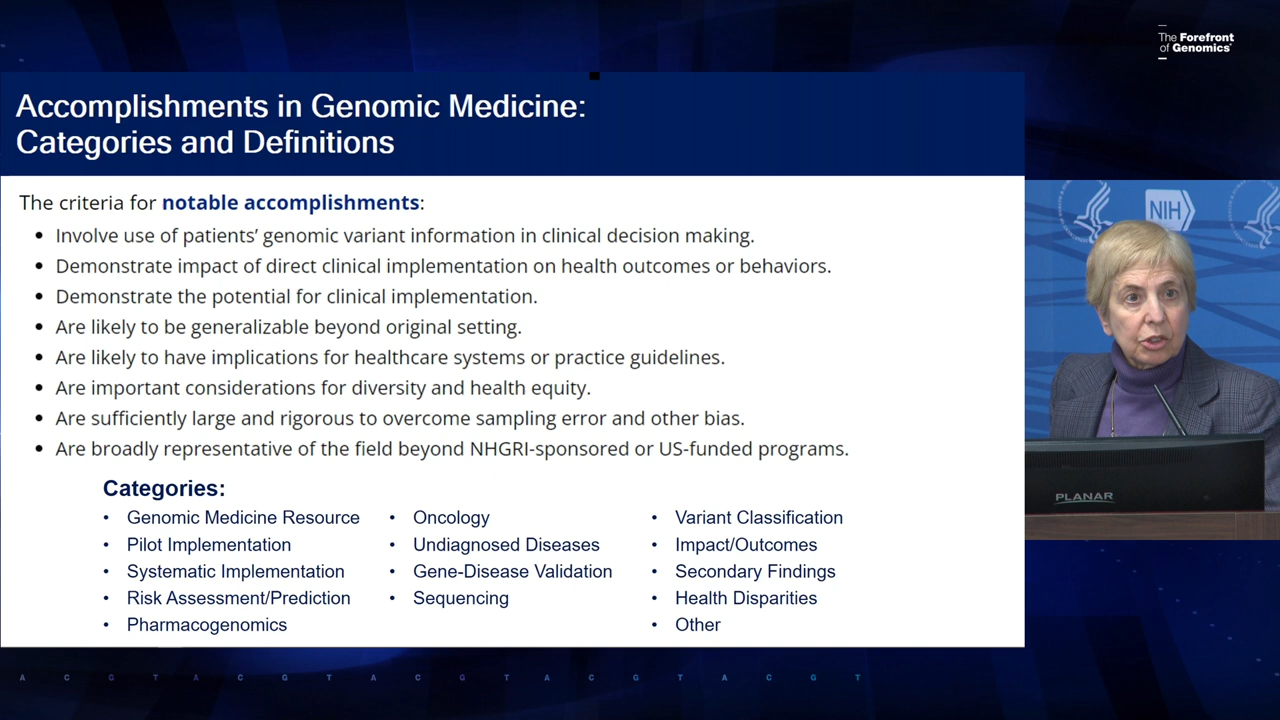 The Forefront
of Genomics®
Accomplishments in Genomic Medicine:
Categories and Definitions
The criteria for notable accomplishments:
• Involve use of patients’ genomic variant information in clinical decision making.
• Demonstrate impact of direct clinical implementation on health outcomes or behaviors.
• Demonstrate the potential for clinical implementation.
• Are likely to be generalizable beyond original setting.
• Are likely to have implications for healthcare systems or practice guidelines.
• Are important considerations for diversity and health equity.
• Are sufficiently large and rigorous to overcome sampling error and other bias.
• Are broadly representative of the field beyond NHGRI-sponsored or US-funded programs.
Categories:
• Genomic Medicine Resource
• Pilot Implementation
• Systematic Implementation
• Risk Assessment/Prediction
• Pharmacogenomics
• Oncology
• Undiagnosed Diseases
• Gene-Disease Validation
• Sequencing
• Variant Classification
• Impact/Outcomes
• Secondary Findings
• Health Disparities
• Other
NIH
PLANAR
A C G T A C G T A C G T A C G T A C G T